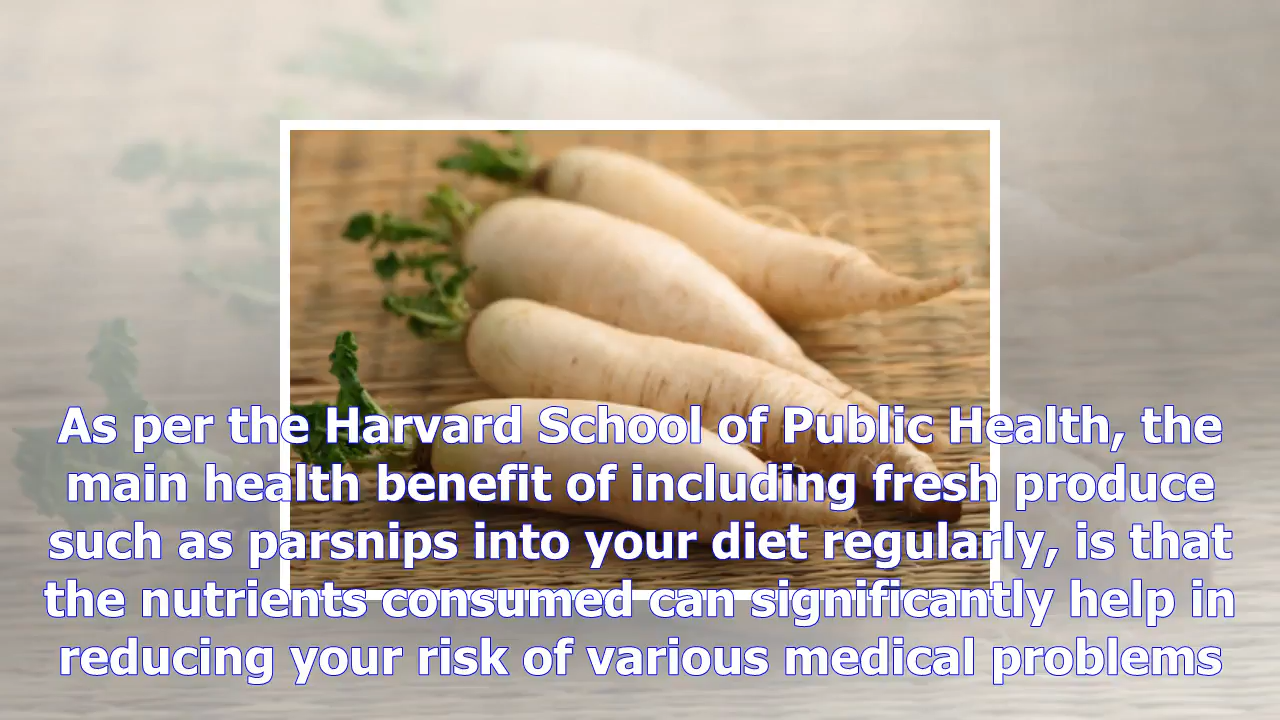 As per the Harvard School of Public Health, the
main health benefit of including fresh produce
such as parsnips into your diet regularly, is that
the nutrients consumed can significantly help in
reducing your risk of various medical problems